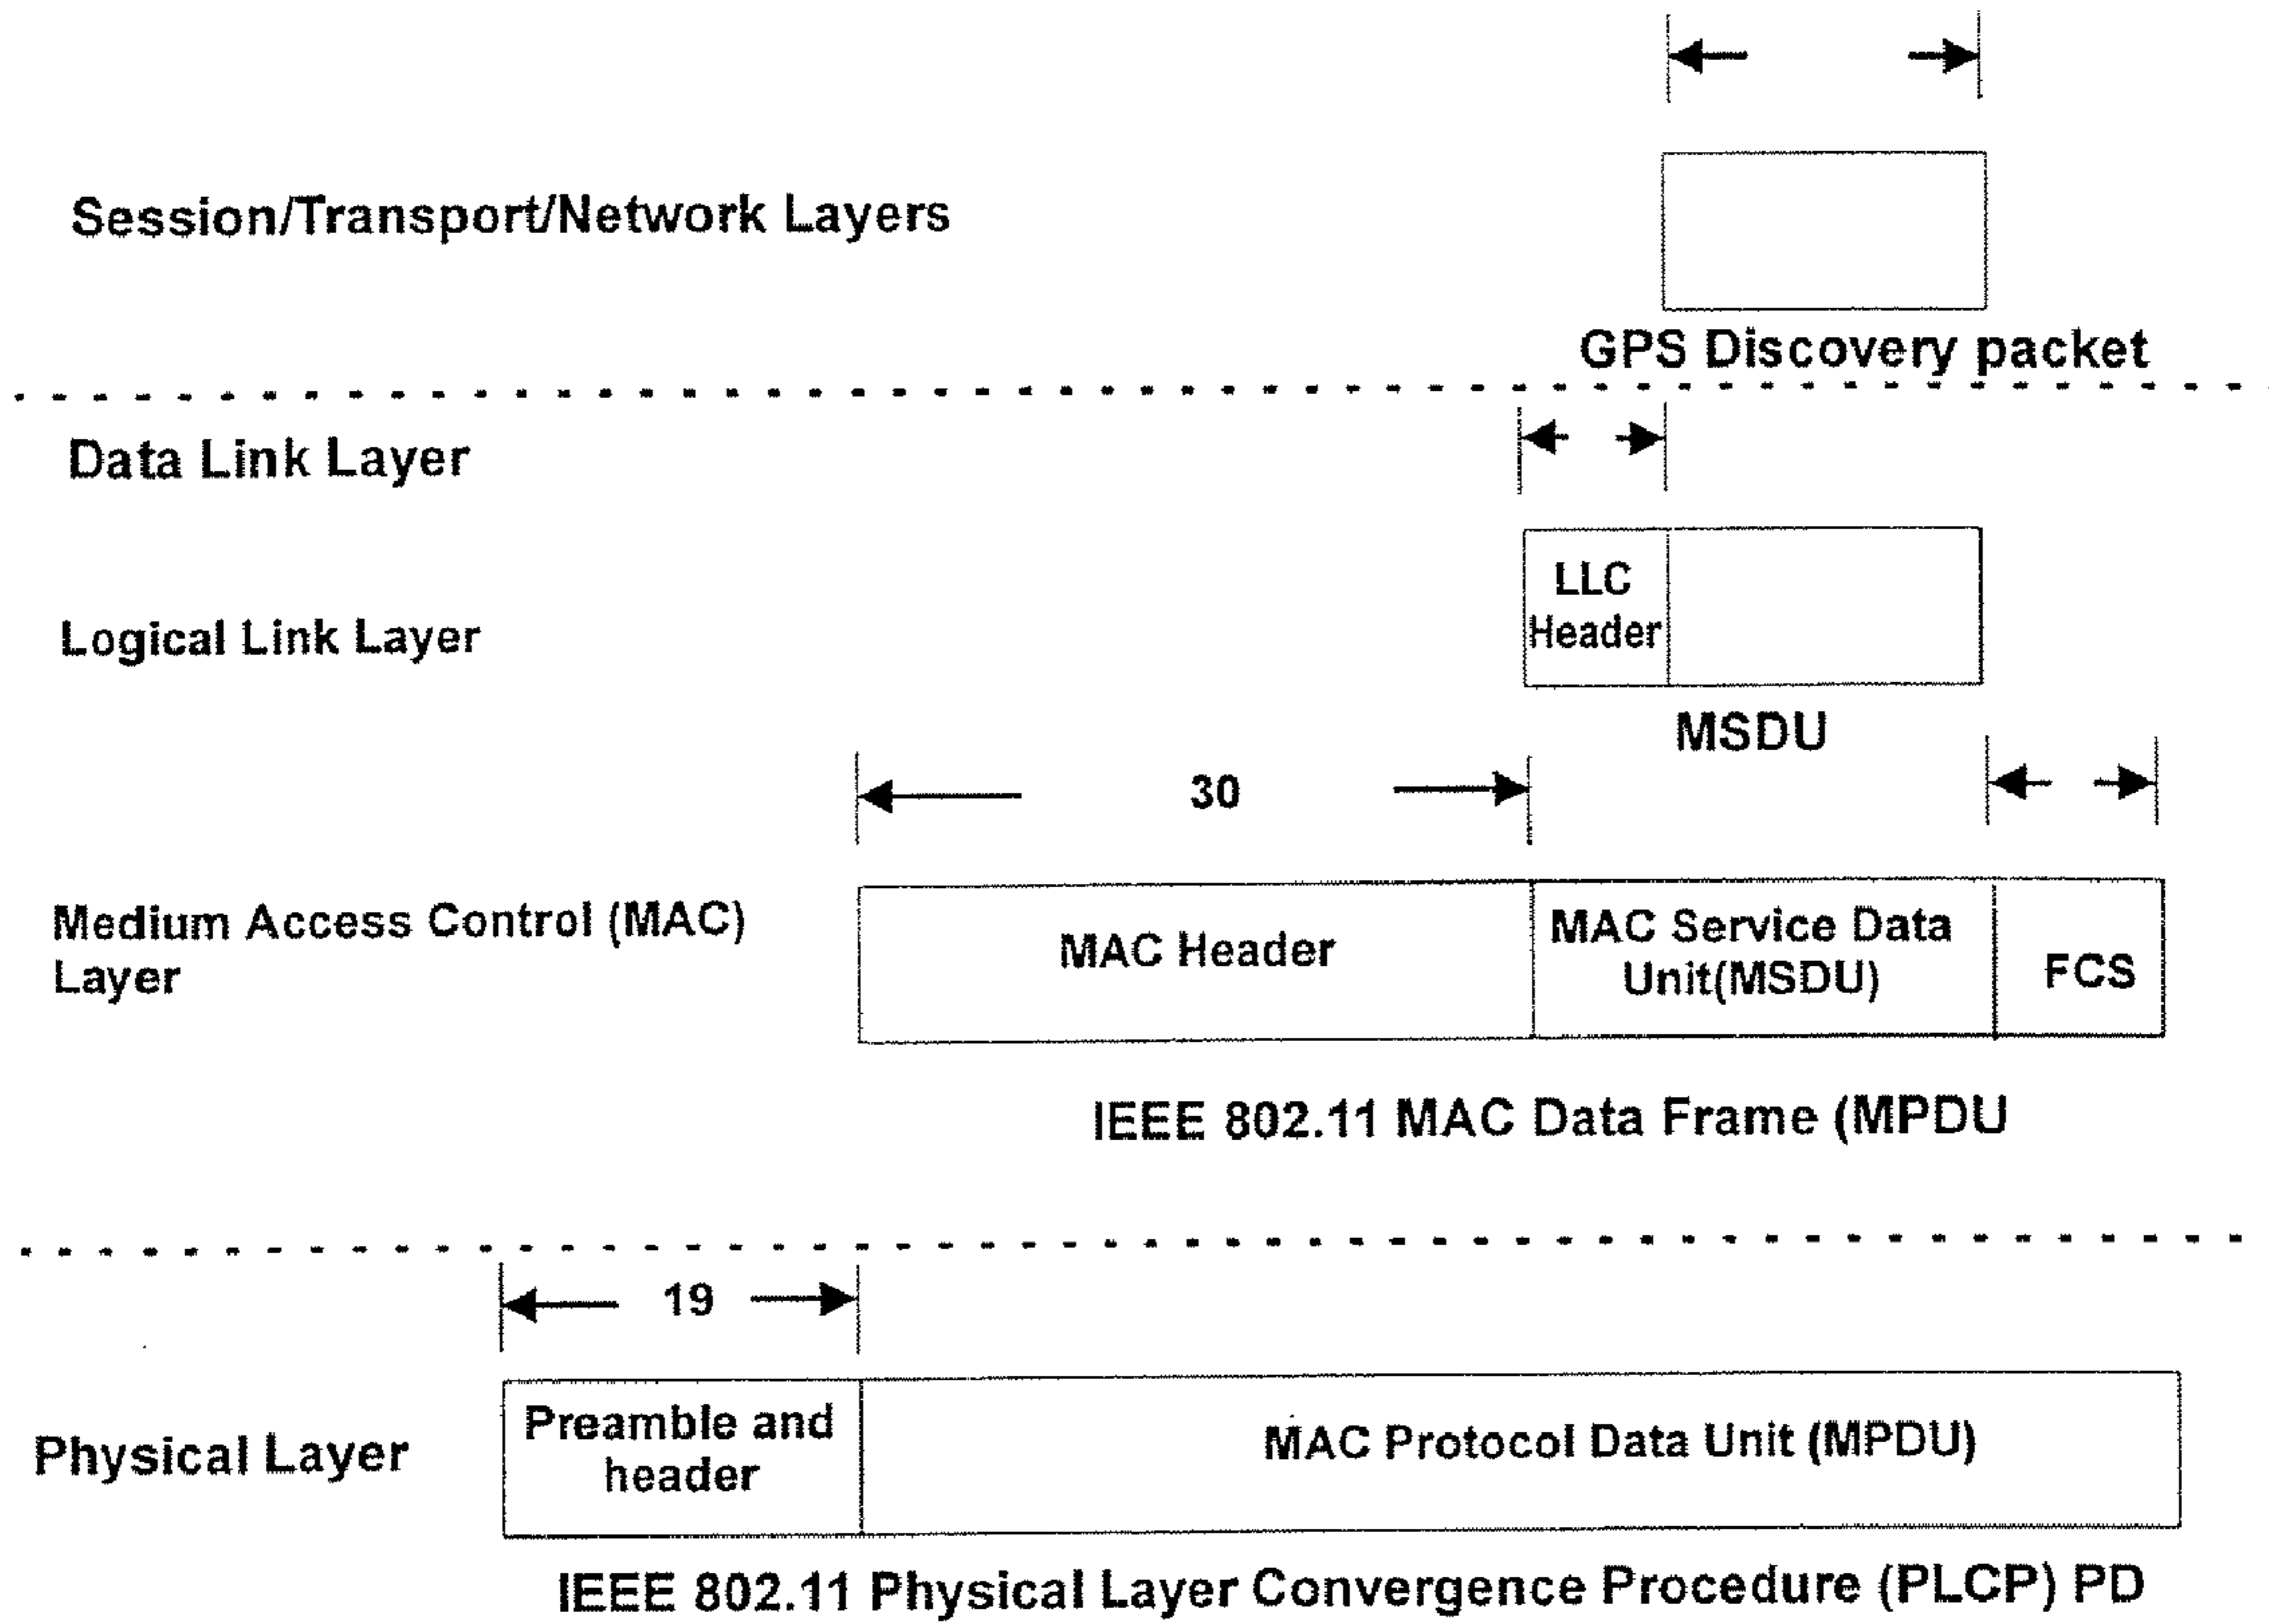 Session/Transport/Network Layers
GPS Discovery packet
Data Link Layer
LLC
Header
Logical Link Layer
MSDU
30
Medium Access Control (MAC)
Layer
MAC Header
MAC Service Data
Unit(MSDU)
FCS
IEEE 802.11 MAC Data Frame (MPDU
19
Physical Layer
Preamble and
header
MAC Protocol Data Unit (MPDU)
IEEE 802.11 Physical Layer Convergence Procedure (PLCP) PD